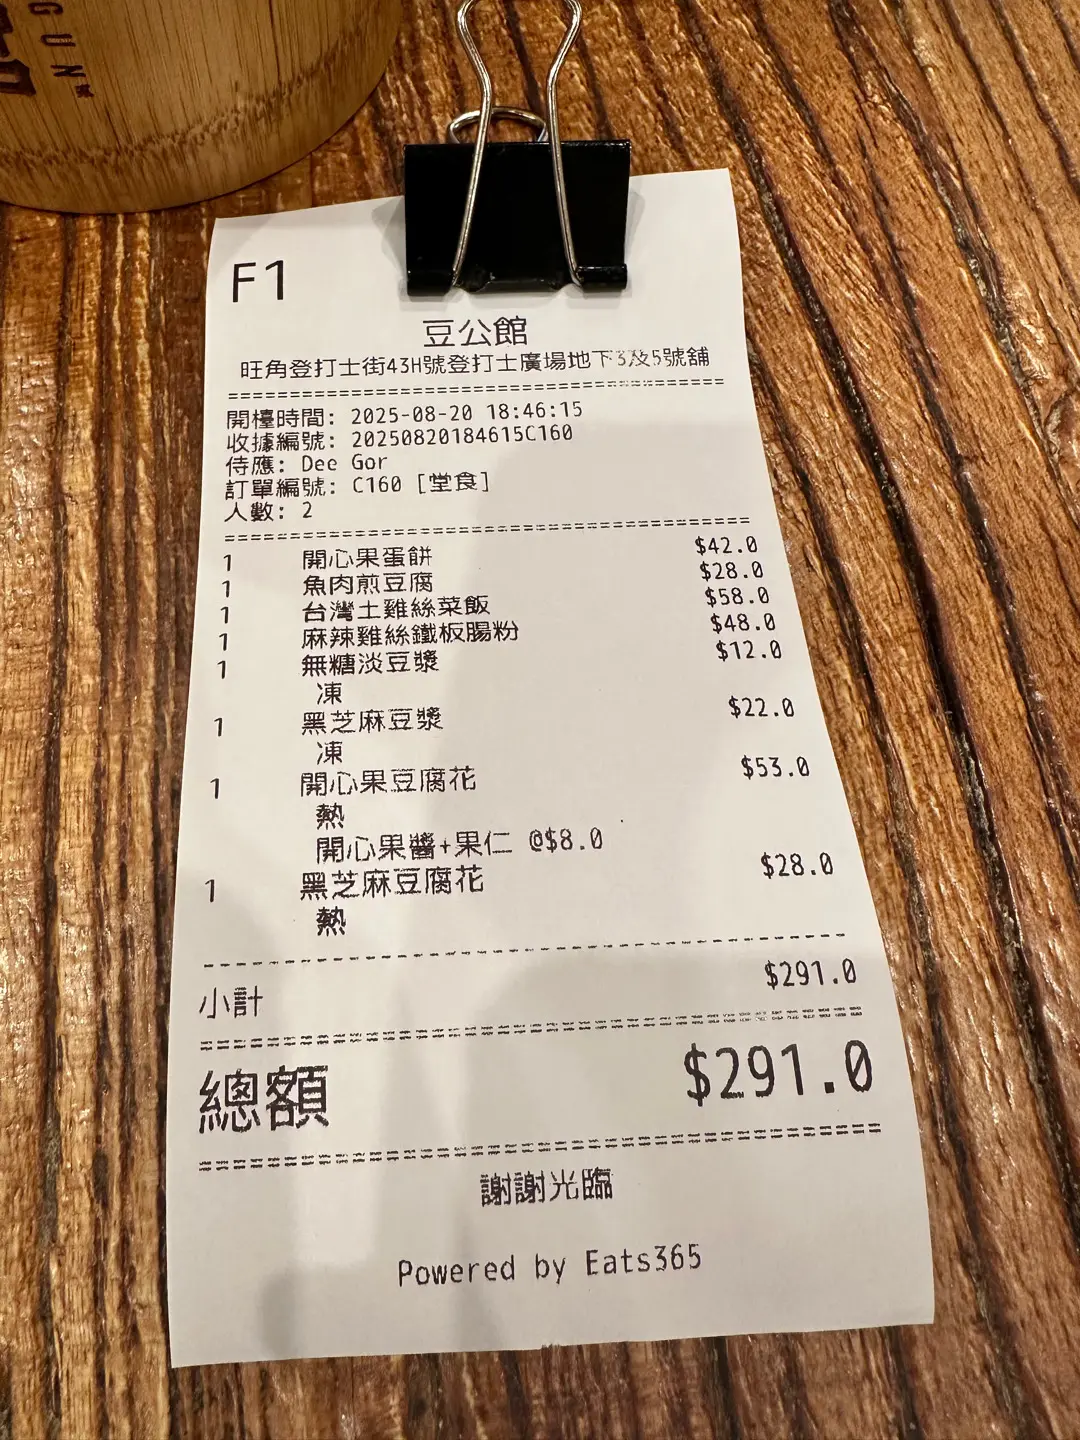 GUN
F1
豆公館
旺角登打士街43H號登打士廣場地下3及5號舖
開檯時間: 2025-08-20 18:46:15
收據編號: 20250820184615C160
侍應: Dee Gor
訂單編號: C160 [堂食]
人數: 2
1 開心果蛋餅 $42.0
1 魚肉煎豆腐 $28.0
1 台灣土雞絲菜飯 $58.0
1 麻辣雞絲鐵板腸粉 $48.0
1 無糖淡豆漿 $12.0
凍
1 黑芝麻豆漿 $22.0
凍
1 開心果豆腐花 $53.0
熱
開心果醬+果仁 @$8.0
1 黑芝麻豆腐花 $28.0
熱
小計 $291.0
總額 $291.0
謝謝光臨
Powered by Eats365